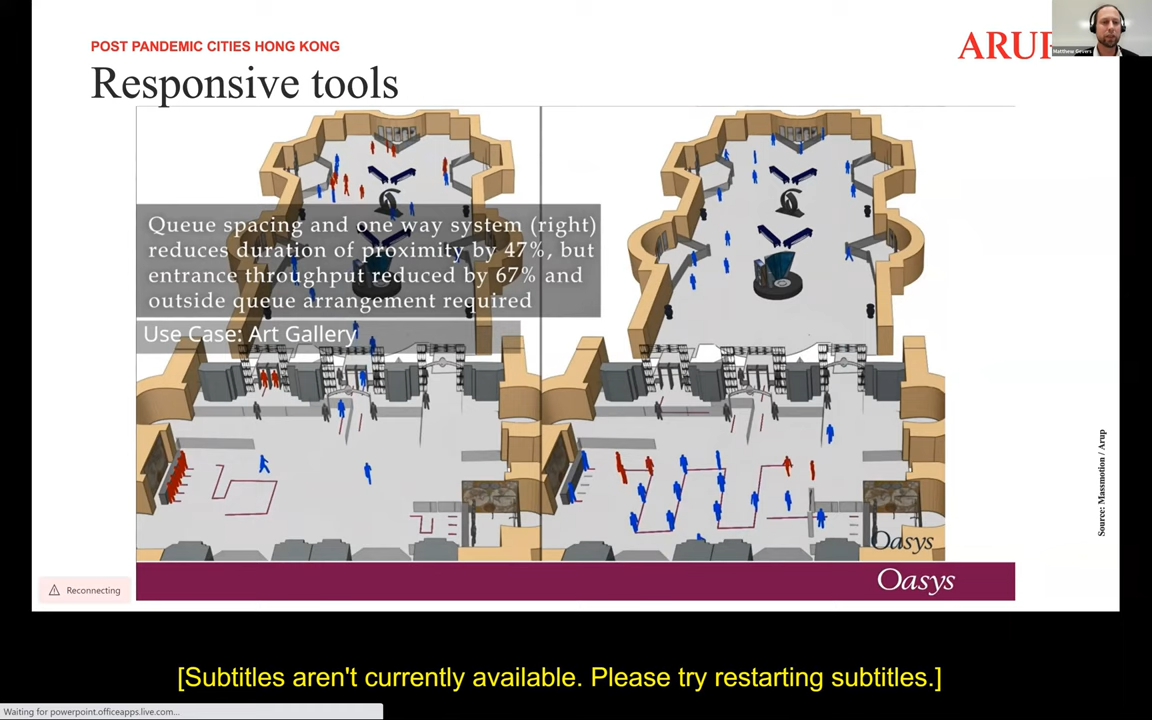 POST PANDEMIC CITIES HONG KONG
ARUP
Matthew Gevers
Responsive tools
Queue spacing and one way system (right)
reduces duration of proximity by 47%, but
entrance throughput reduced by 67% and
outside queue arrangement required
Use Case: Art Gallery
Source: Massmotion / Arup
Oasys
Oasys
Reconnecting
[Subtitles aren't currently available. Please try restarting subtitles.]
Waiting for powerpoint.officeapps.live.com...